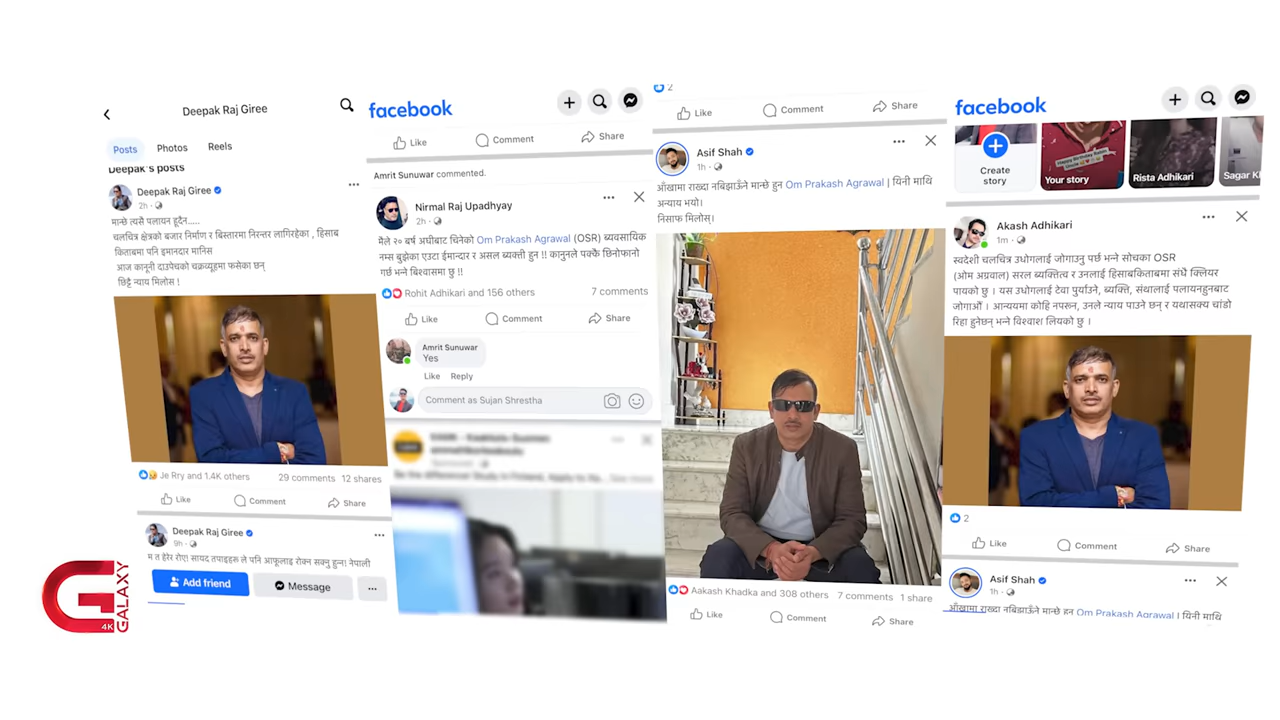 Deepak Raj Giree
Posts
Photos
Reels
Deepak's posts
Deepak Raj Giree
2h
मान्छे त्यसै पलायन हूदैन.....
चलचित्र क्षेत्रको बजार निर्माण र बिस्तारमा निरन्तर लागिरहेका , हिसाब
किताबमा पनि इमानदार मानिस
आज कानूनी दाउपेचको चक्रव्यूहमा फसेका छन्
छिट्टै न्याय मिलोस !
Je Rry and 1.4K others
29 comments 12 shares
Like
Comment
Share
Deepak Raj Giree
9h
म त हेरेर रोए! सायद तपाइहरू ले पनि आफूलाइ रोक्न सक्नु हुन्न! नेपाली
Add friend
Message
G GALAXY
4K
facebook
Like
Comment
Share
Amrit Sunuwar commented.
Nirmal Raj Upadhyay
2h
मैले २० बर्ष अघीबाट चिनेको Om Prakash Agrawal (OSR) ब्यवसायिक
नम्स बुझेका एउटा ईमान्दार र असल ब्यक्ती हुन !! कानुनले पक्कै छिनोफानो
गर्छ भन्ने बिश्वासमा छु !!
Rohit Adhikari and 156 others
7 comments
Like
Comment
Share
Amrit Sunuwar
Yes
Like Reply
Comment as Sujan Shrestha
2
Like
Comment
Share
Asif Shah
1h
आँखामा राख्दा नबिझाऊँने मान्छे हुन Om Prakash Agrawal | यिनी माथि
अन्याय भयो।
निसाफ मिलोस्।
Aakash Khadka and 308 others
7 comments 1 share
Like
Comment
Share
facebook
Create
story
Happy Birthday
Your story
Rista Adhikari
Sagar
Akash Adhikari
1m
स्वदेशी चलचित्र उधोगलाई जोगाउनु पर्छ भन्ने सोचका OSR
(ओम अग्रवाल) सरल ब्यक्तित्व र उनलाई हिसाबकिताबमा संधै क्लियर
पायको छु । यस उधोगलाई टेवा पुर्याउने, ब्यक्ति, संथालाई पलायनहुनबाट
जोगाऔँ । आन्यायमा कोहि नपरून, उनले न्याय पाउने छन् र यथासक्य चांडो
रिहा हुनेछन् भन्ने विश्वाश लियको छु ।
2
Like
Comment
Share
Asif Shah
1h
आँखामा राख्दा नबिझाऊँने मान्छे हुन Om Prakash Agrawal | यिनी माथि